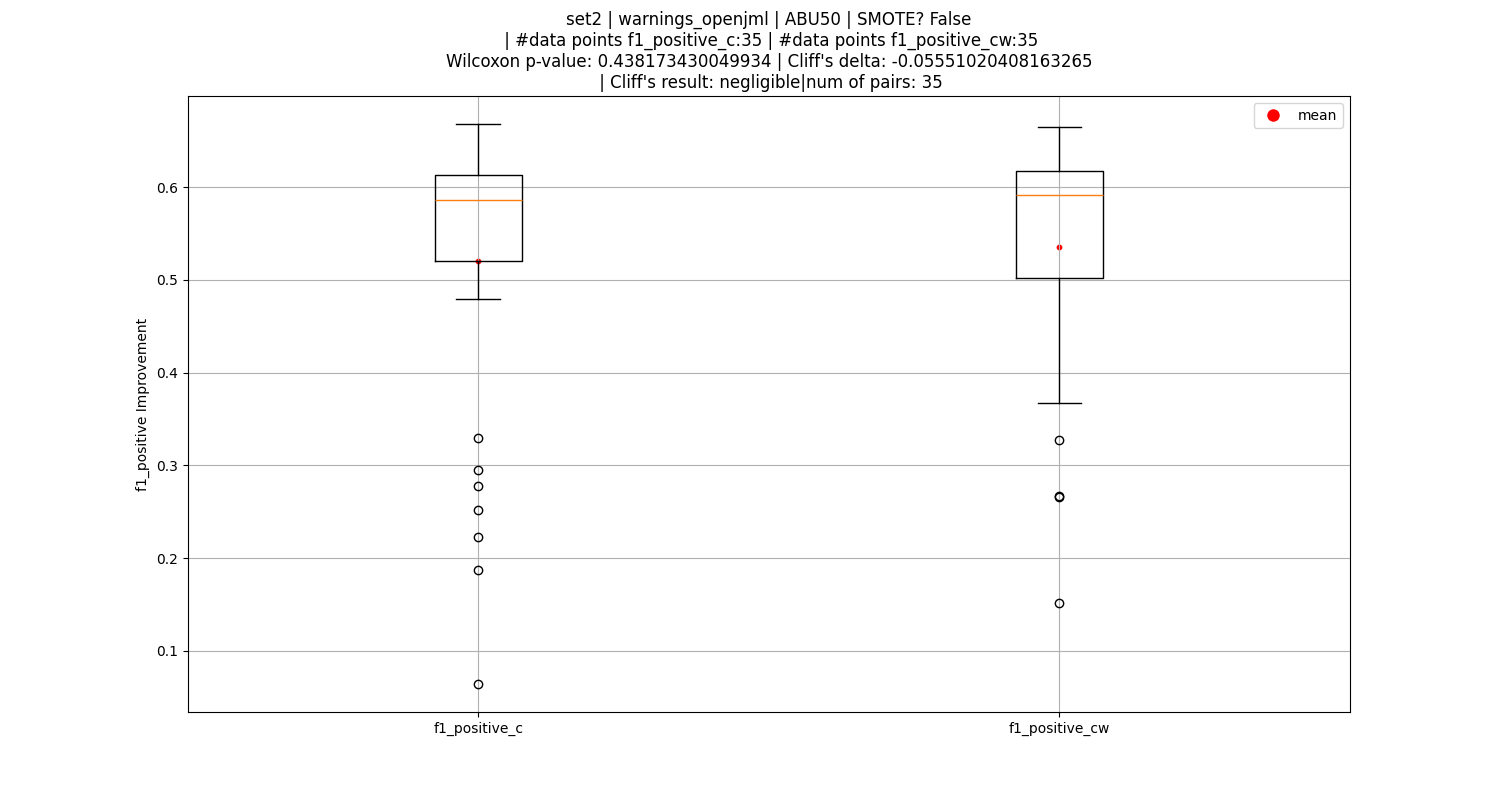 set2 | warnings_openjml | ABU50 | SMOTE? False
| #data points f1_positive_c:35 | #data points f1_positive_cw:35
Wilcoxon p-value: 0.438173430049934 | Cliff's delta: -0.05551020408163265
| Cliff's result: negligible|num of pairs: 35
mean
f1_positive Improvement
0.6
0.5
0.4
0.3
0.2
0.1
f1_positive_c
f1_positive_cw